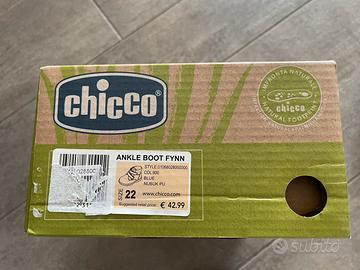 chicco
IMPRONTA NATURALE
chicco
NATURAL FOOTPRINT
ANKLE BOOT FYNN
COL.800
BLUE
NUBUK PU
SIZE
22
www.chicco.com
Suggested retail price:
€ 42.99
subito